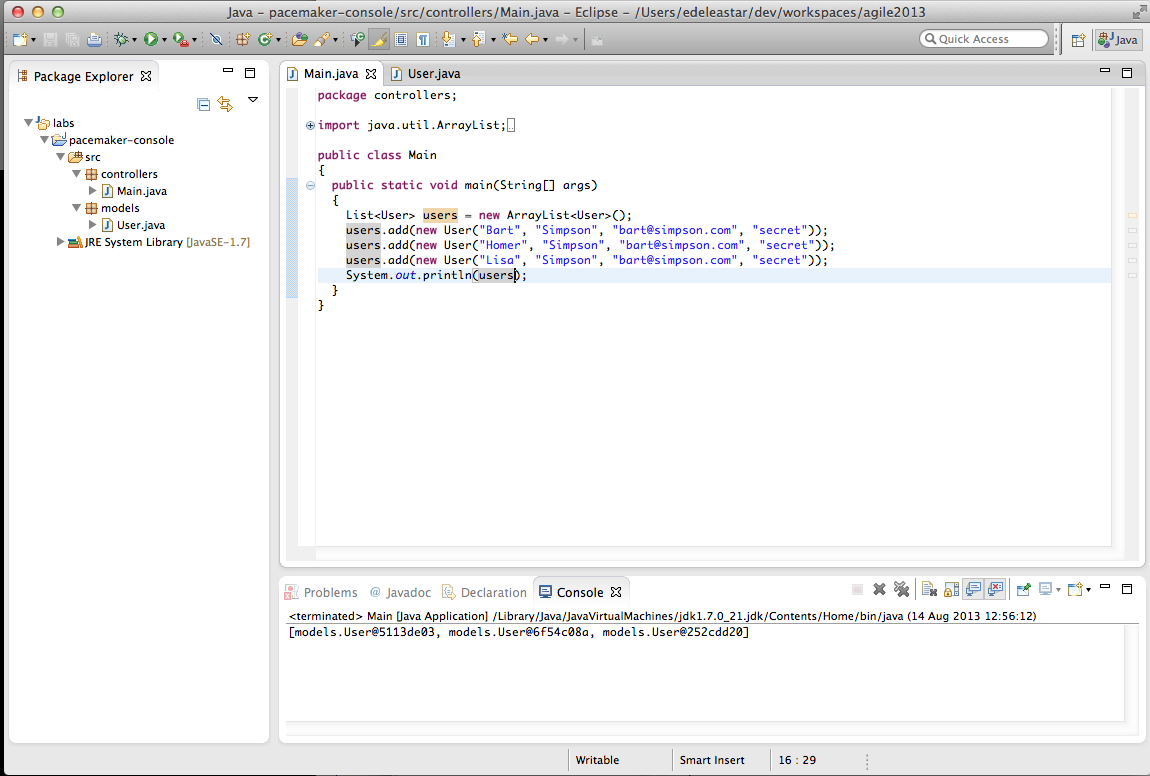 Java – pacemaker-console/src/controllers/Main.java – Eclipse – /Users/edeleastar/dev/workspaces/agile2013
Quick Access
Java
Package Explorer
labs
pacemaker-console
src
controllers
Main.java
models
User.java
JRE System Library [JavaSE-1.7]
Main.java User.java
package controllers;
import java.util.ArrayList;
public class Main
{
public static void main(String[] args)
{
List<User> users = new ArrayList<User>();
users.add(new User("Bart", "Simpson", "bart@simpson.com", "secret"));
users.add(new User("Homer", "Simpson", "bart@simpson.com", "secret"));
users.add(new User("Lisa", "Simpson", "bart@simpson.com", "secret"));
System.out.println(users);
}
}
Problems @ Javadoc Declaration Console
<terminated> Main [Java Application] /Library/Java/JavaVirtualMachines/jdk1.7.0_21.jdk/Contents/Home/bin/java (14 Aug 2013 12:56:12)
[models.User@5113de03, models.User@6f54c08a, models.User@252cdd20]
Writable Smart Insert 16 : 29